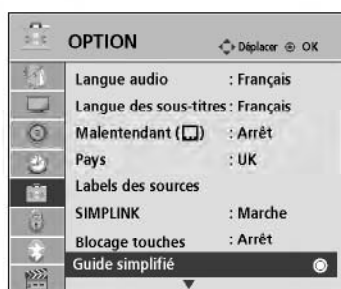 OPTION Déplacer OK
Langue audio : Français
Langue des sous-titres : Français
Malentendant ( ) : Arrêt
Pays : UK
Labels des sources
SIMPLINK : Marche
Blocage touches : Arrêt
Guide simplifié